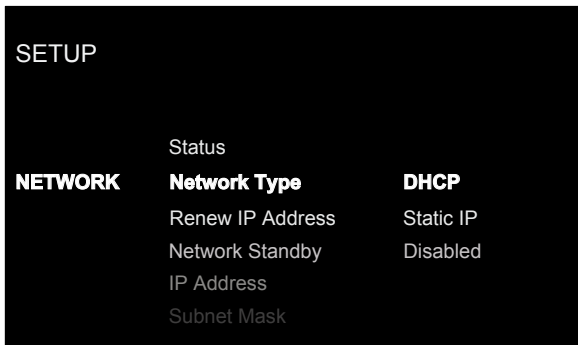 SETUP
Status
NETWORK Network Type DHCP
Renew IP Address Static IP
Network Standby Disabled
IP Address
Subnet Mask